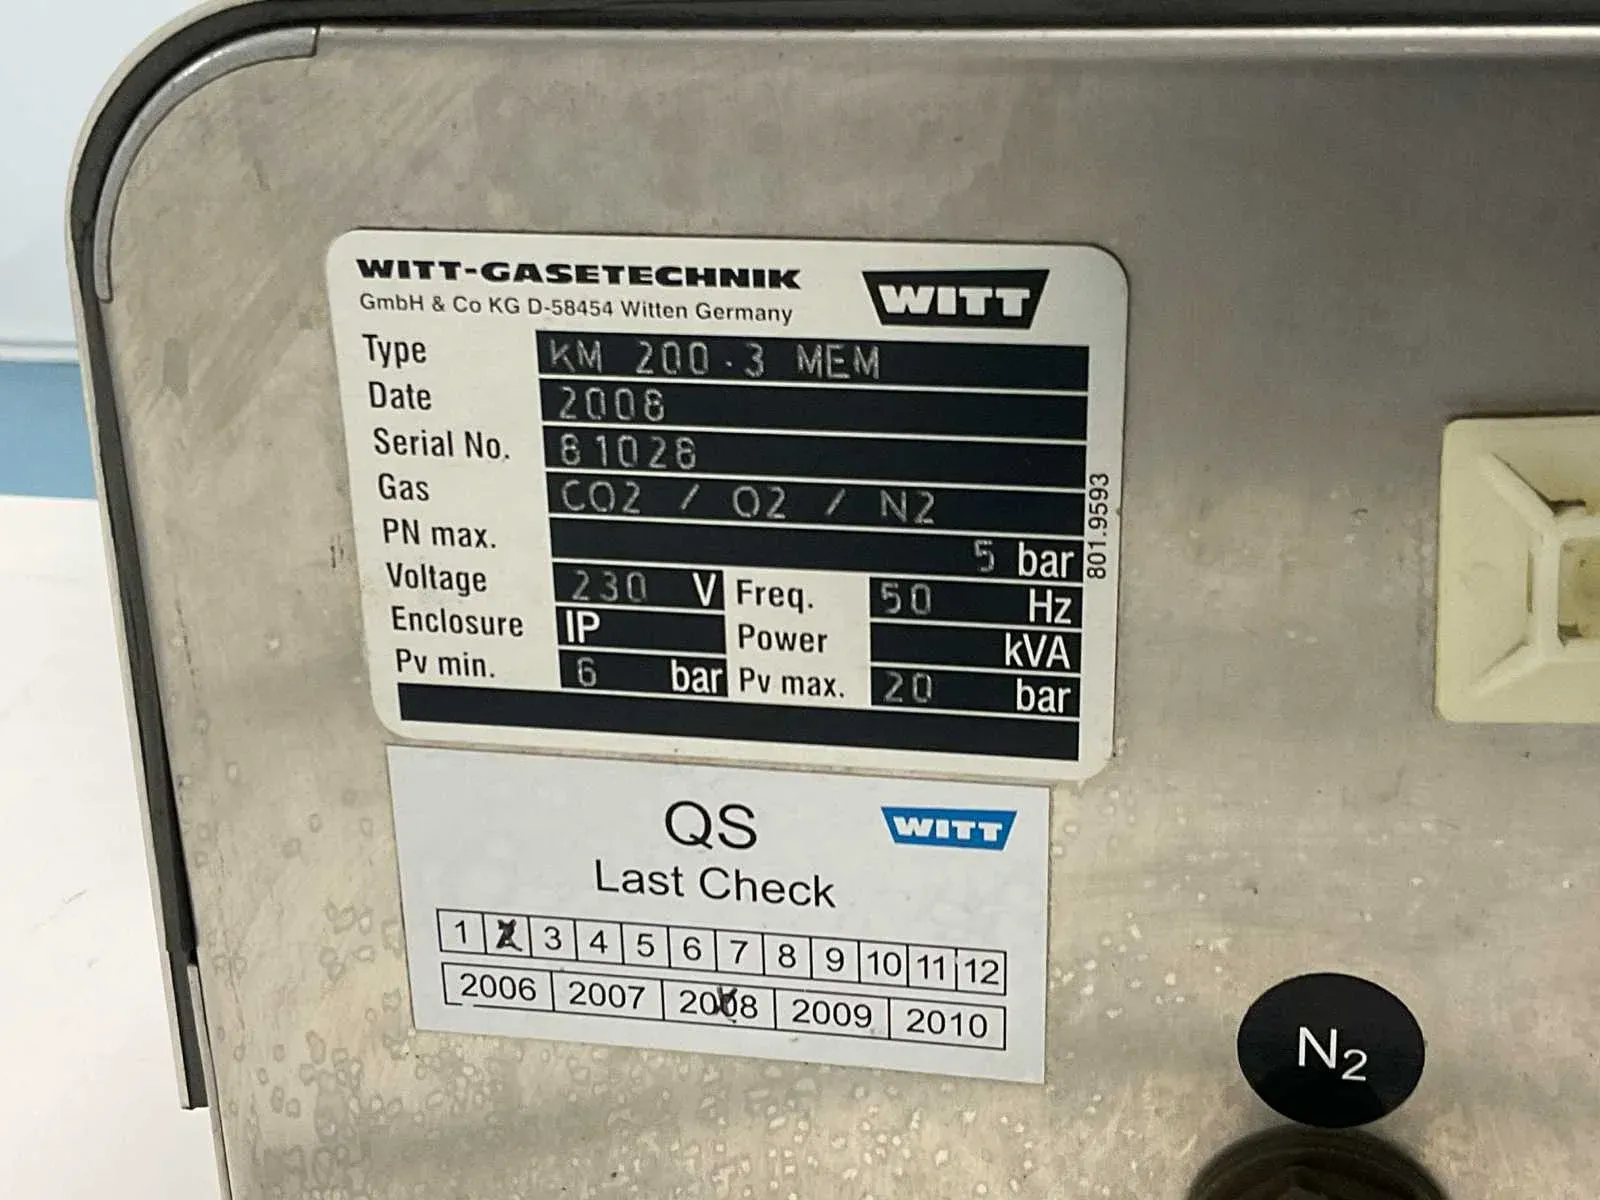 WITT-GASETECHNIK
GmbH & Co KG D-58454 Witten Germany
WITT
Type KM 200-3 MEM
Date 2008
Serial No. 81028
Gas CO2 / O2 / N2
PN max. 5 bar
Voltage 230 V Freq. 50 Hz
Enclosure IP Power kVA
Pv min. 6 bar Pv max. 20 bar
801.9593
QS WITT
Last Check
1 2 3 4 5 6 7 8 9 10 11 12
2006 2007 2008 2009 2010
N2